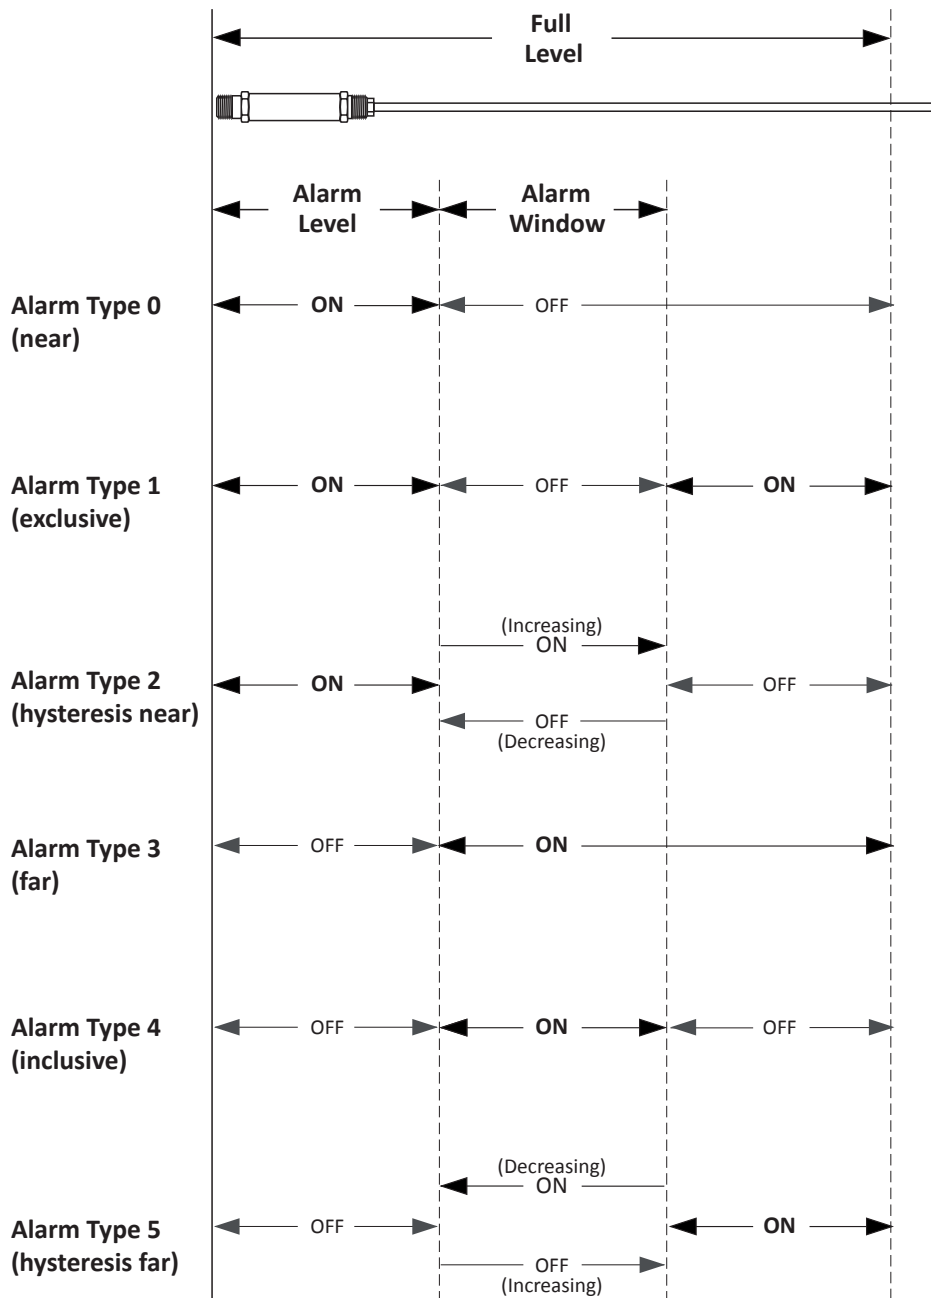 Full
Level
Alarm
Level
Alarm
Window
Alarm Type 0
(near)
ON
OFF
Alarm Type 1
(exclusive)
ON
OFF
ON
Alarm Type 2
(hysteresis near)
ON
(Increasing)
ON
OFF
(Decreasing)
OFF
Alarm Type 3
(far)
OFF
ON
Alarm Type 4
(inclusive)
OFF
ON
OFF
Alarm Type 5
(hysteresis far)
OFF
(Decreasing)
ON
OFF
(Increasing)
ON